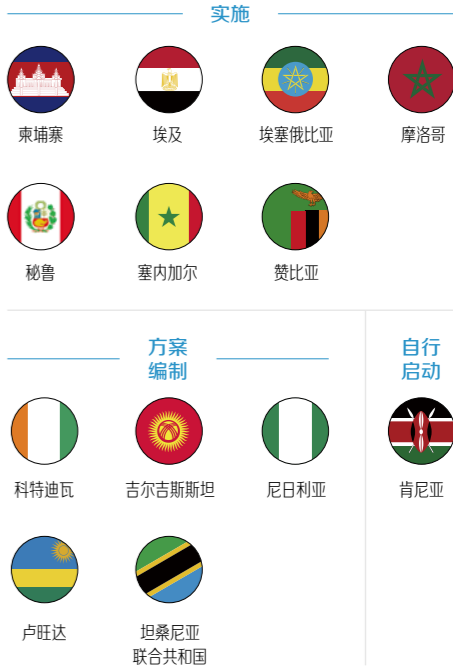 实施
柬埔寨
埃及
埃塞俄比亚
摩洛哥
秘鲁
塞内加尔
赞比亚
方案
编制
科特迪瓦
吉尔吉斯斯坦
尼日利亚
卢旺达
坦桑尼亚
联合共和国
自行
启动
肯尼亚